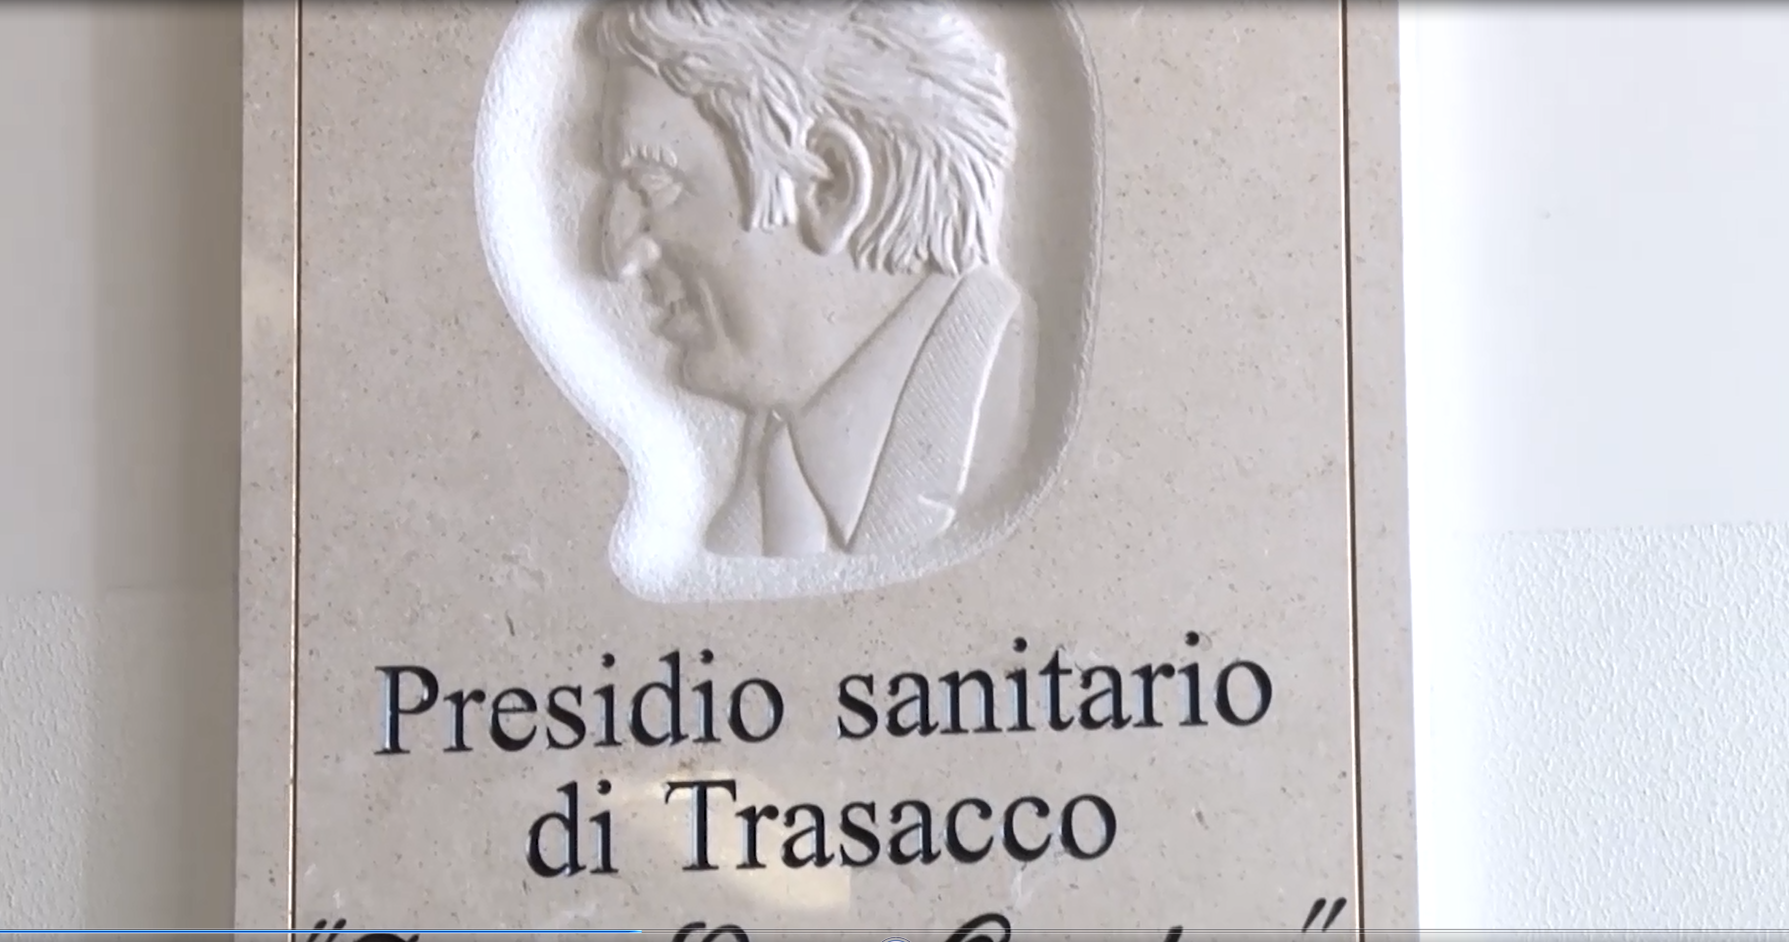 Presidio sanitario
di Trasacco